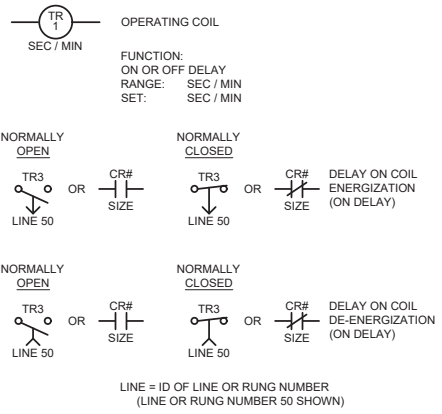 TR
1
OPERATING COIL
SEC / MIN
FUNCTION:
ON OR OFF DELAY
RANGE: SEC / MIN
SET: SEC / MIN
NORMALLY
OPEN
NORMALLY
CLOSED
TR3
OR
CR#
SIZE
LINE 50
TR3
OR
CR#
SIZE
LINE 50
DELAY ON COIL
ENERGIZATION
(ON DELAY)
NORMALLY
OPEN
NORMALLY
CLOSED
TR3
OR
CR#
SIZE
LINE 50
TR3
OR
CR#
SIZE
LINE 50
DELAY ON COIL
DE-ENERGIZATION
(ON DELAY)
LINE = ID OF LINE OR RUNG NUMBER
(LINE OR RUNG NUMBER 50 SHOWN)